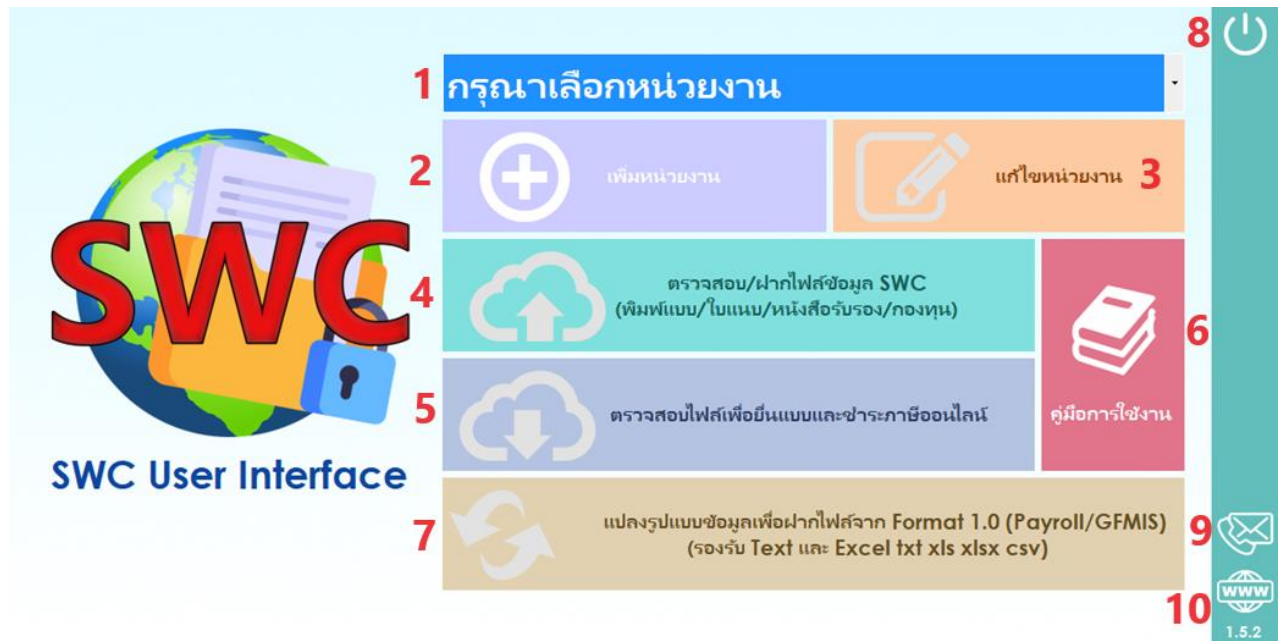 8
1 กรุณาเลือกหน่วยงาน
2 เพิ่มหน่วยงาน
แก้ไขหน่วยงาน 3
SWC
4 ตรวจสอบ/ฝากไฟล์ข้อมูล SWC
(พิมพ์แบบ/ใบแนบ/หนังสือรับรอง/กองทุน)
6
5 ตรวจสอบไฟล์เพื่อยื่นแบบและชำระภาษีออนไลน์
คู่มือการใช้งาน
SWC User Interface
7 แปลงรูปแบบข้อมูลเพื่อฝากไฟล์จาก Format 1.0 (Payroll/GFMIS)
(รองรับ Text และ Excel txt xls xlsx csv)
9
10 WWW
1.5.2